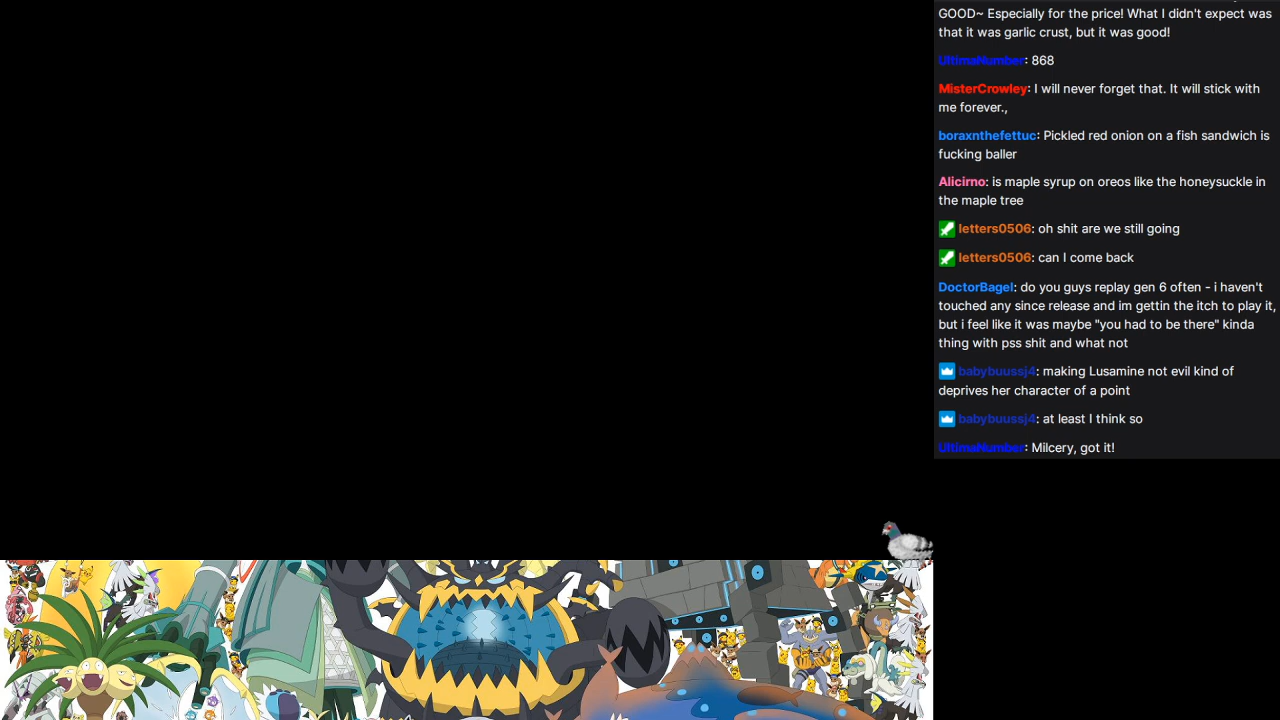 GOOD~ Especially for the price! What I didn't expect was
that it was garlic crust, but it was good!
UltimaNumber: 868
MisterCrowley: I will never forget that. It will stick with
me forever.,
boraxnthefettuc: Pickled red onion on a fish sandwich is
fucking baller
Alicirno: is maple syrup on oreos like the honeysuckle in
the maple tree
letters0506: oh shit are we still going
letters0506: can I come back
DoctorBagel: do you guys replay gen 6 often - i haven't
touched any since release and im gettin the itch to play it,
but i feel like it was maybe "you had to be there" kinda
thing with pss shit and what not
babybuussj4: making Lusamine not evil kind of
deprives her character of a point
babybuussj4: at least I think so
UltimaNumber: Milcery, got it!